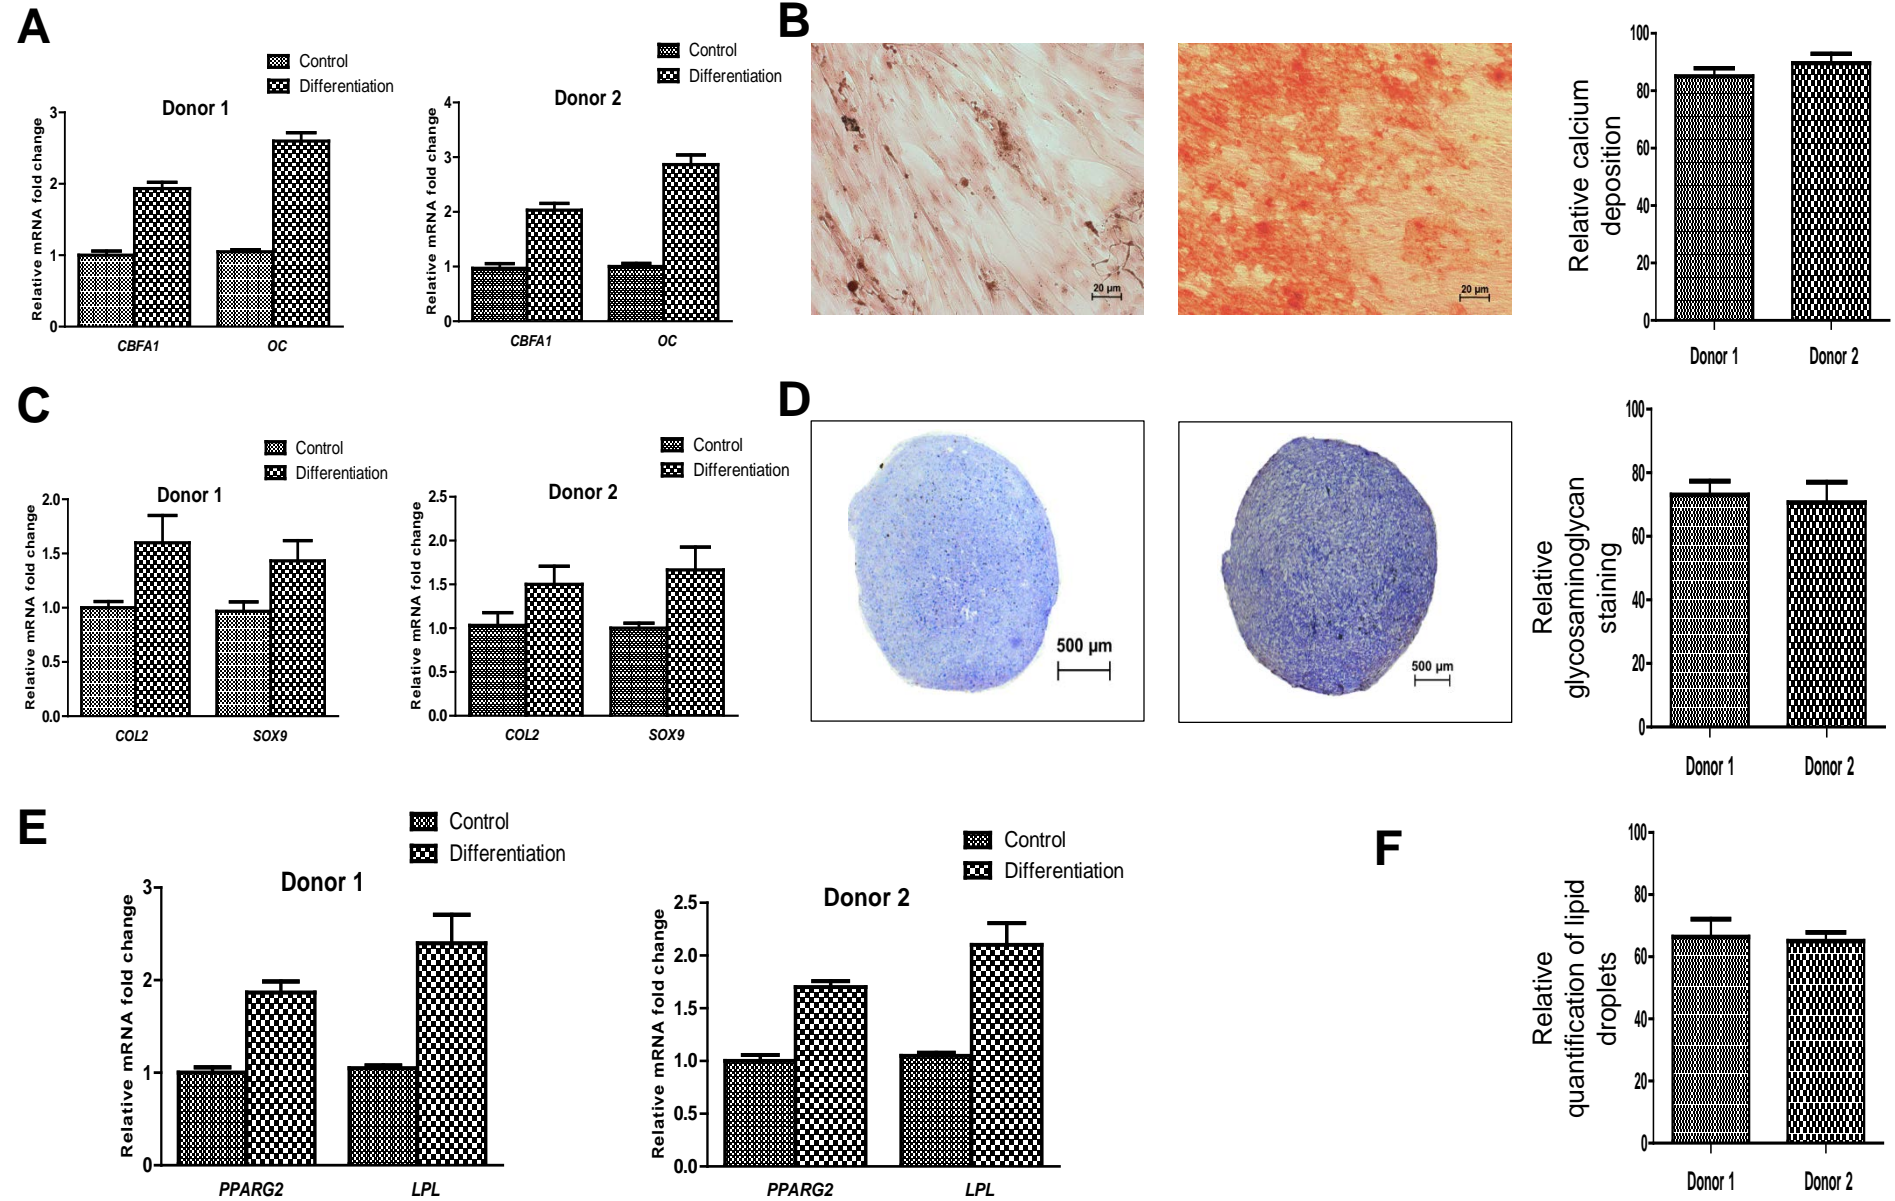 A
Control
Differentiation
Donor 1
Relative mRNA fold change
3
2
1
0
CBFA1
OC
Control
Differentiation
Donor 2
Relative mRNA fold change
4
3
2
1
0
CBFA1
OC
B
20 µm
20 µm
Relative calcium
deposition
100
80
60
40
20
0
Donor 1
Donor 2
C
Control
Differentiation
Donor 1
Relative mRNA fold change
2.0
1.5
1.0
0.5
0.0
COL2
SOX9
Control
Differentiation
Donor 2
Relative mRNA fold change
2.5
2.0
1.5
1.0
0.5
0.0
COL2
SOX9
D
500 µm
500 µm
Relative
glycosaminoglycan
staining
100
80
60
40
20
0
Donor 1
Donor 2
E
Control
Differentiation
Donor 1
Relative mRNA fold change
3
2
1
0
PPARG2
LPL
Control
Differentiation
Donor 2
Relative mRNA fold change
2.5
2.0
1.5
1.0
0.5
0.0
PPARG2
LPL
F
Relative
quantification of lipid
droplets
100
80
60
40
20
0
Donor 1
Donor 2